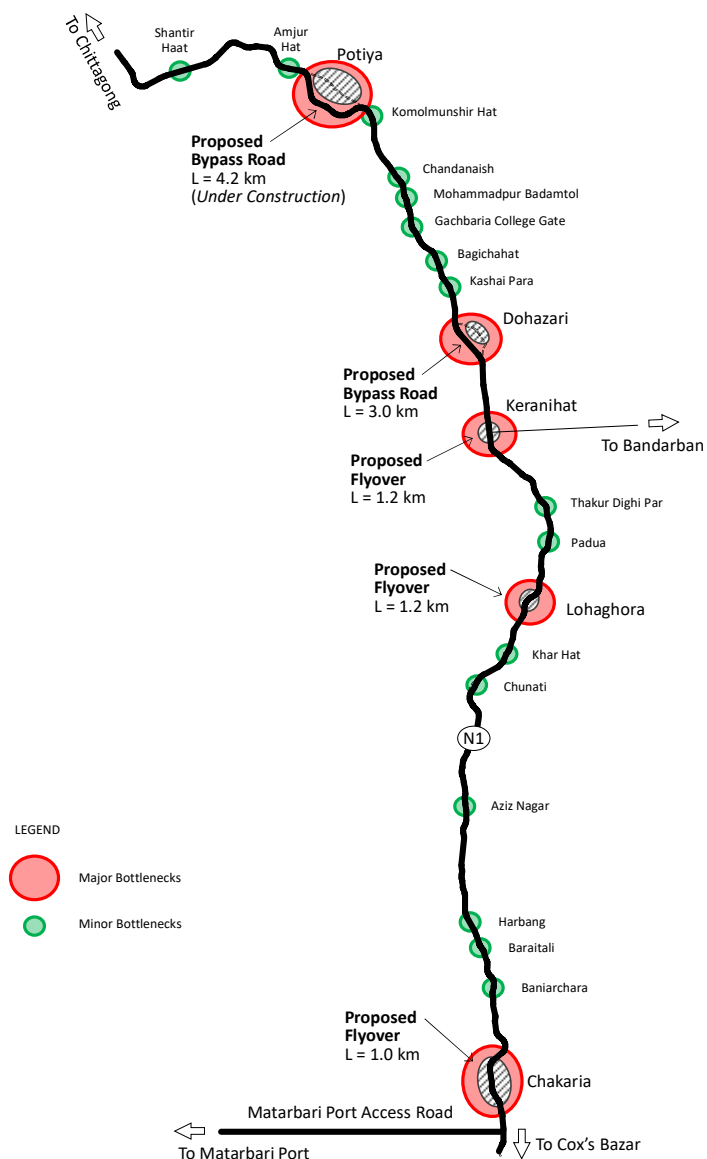 To Chittagong
Shantir
Haat
Amjur
Hat
Potiya
Komolmunshir Hat
Proposed
Bypass Road
L = 4.2 km
(Under Construction)
Chandanaish
Mohammadpur Badamtol
Gachbaria College Gate
Bagichahat
Kashai Para
Dohazari
Proposed
Bypass Road
L = 3.0 km
Keranihat
To Bandarban
Proposed
Flyover
L = 1.2 km
Thakur Dighi Par
Padua
Proposed
Flyover
L = 1.2 km
Lohaghora
Khar Hat
Chunati
N1
Aziz Nagar
LEGEND
Major Bottlenecks
Minor Bottlenecks
Harbang
Baraitali
Baniarchara
Proposed
Flyover
L = 1.0 km
Chakaria
Matarbari Port Access Road
To Matarbari Port
To Cox's Bazar